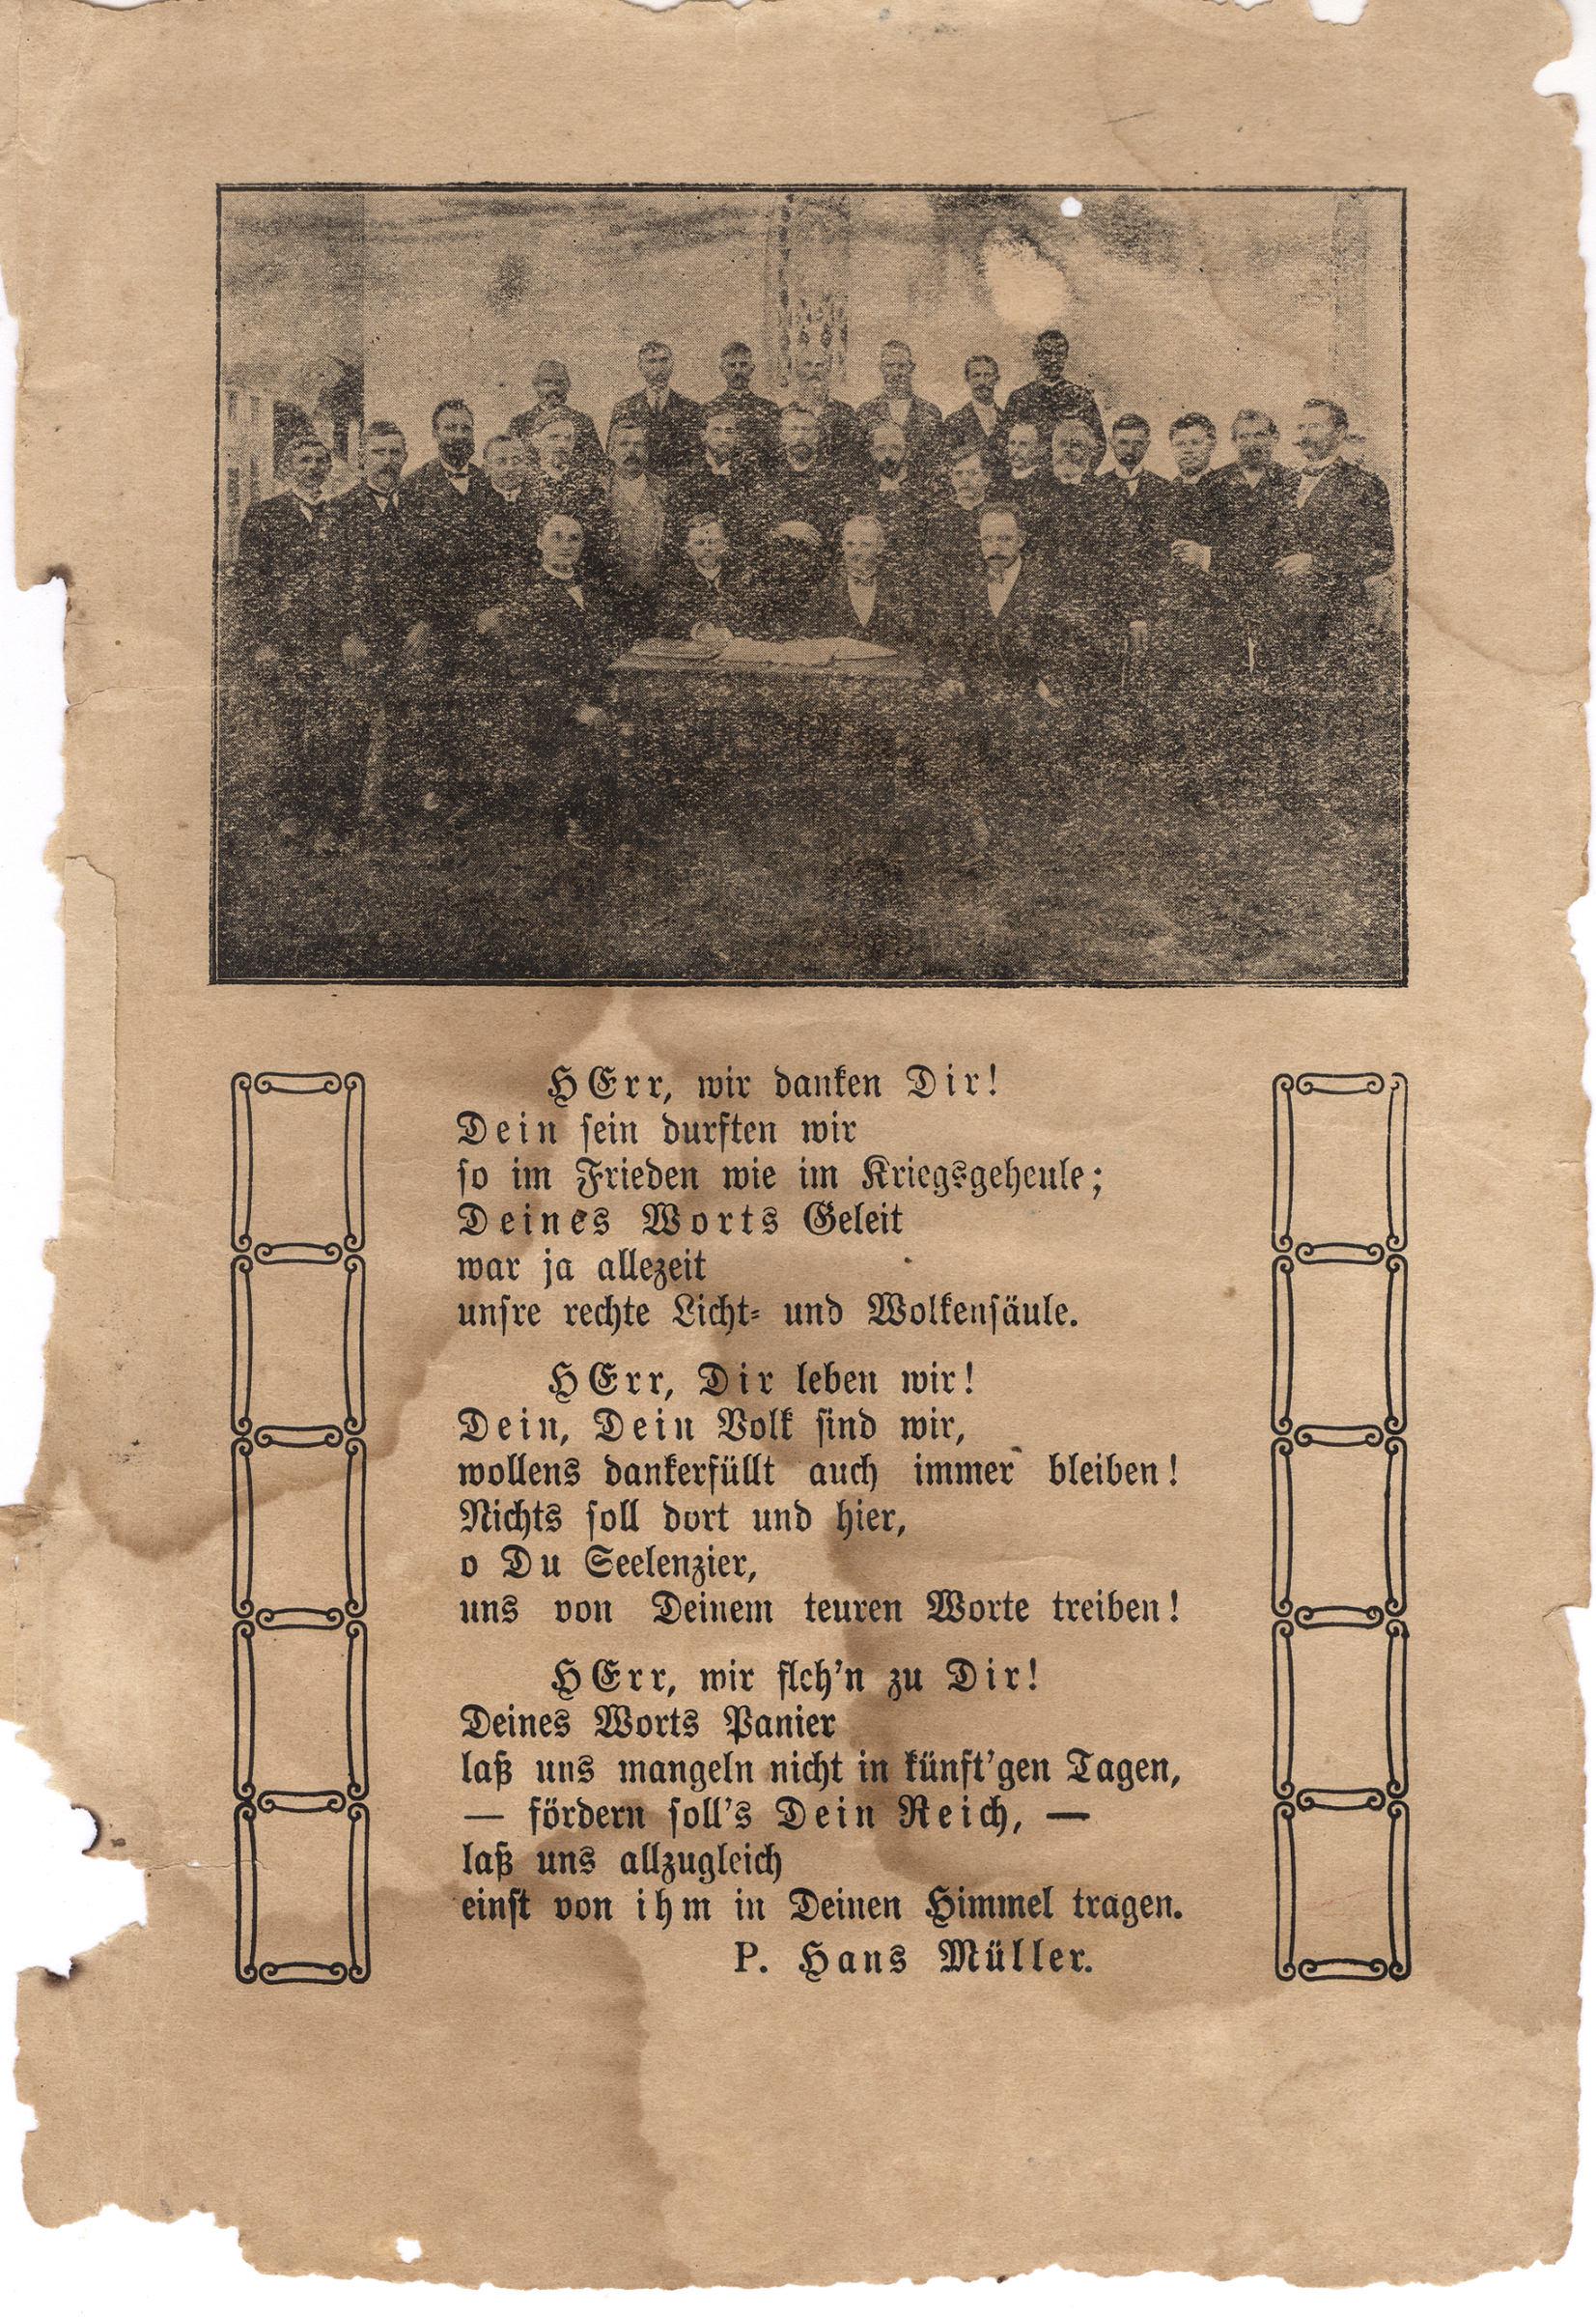 HErr, wir danken Dir!
Dein sein durften wir
so im Frieden wie im Kriegsgeheule;
Deines Worts Geleit
war ja allezeit
unsre rechte Licht- und Wolkensäule.
HErr, Dir leben wir!
Dein, Dein Volk sind wir,
wollens dankerfüllt auch immer bleiben!
Nichts soll dort und hier,
o Du Seelenzier,
uns von Deinem teuren Worte treiben!
HErr, wir fleh'n zu Dir!
Deines Worts Panier
laß uns mangeln nicht in künft'gen Tagen,
— fördern soll's Dein Reich, —
laß uns allzugleich
einst von ihm in Deinen Himmel tragen.
P. Hans Müller.